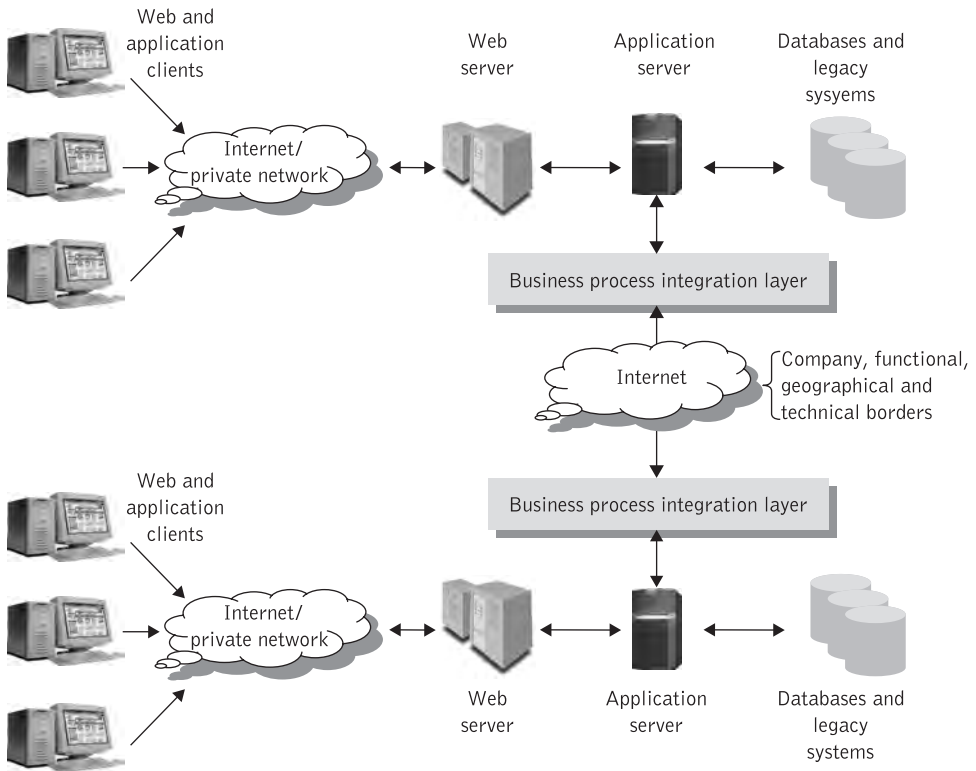 Web and
application
clients
Web
server
Application
server
Databases and
legacy
sysyems
Internet/
private network
Business process integration layer
Internet
Company, functional,
geographical and
technical borders
Business process integration layer
Web and
application
clients
Internet/
private network
Web
server
Application
server
Databases and
legacy
systems